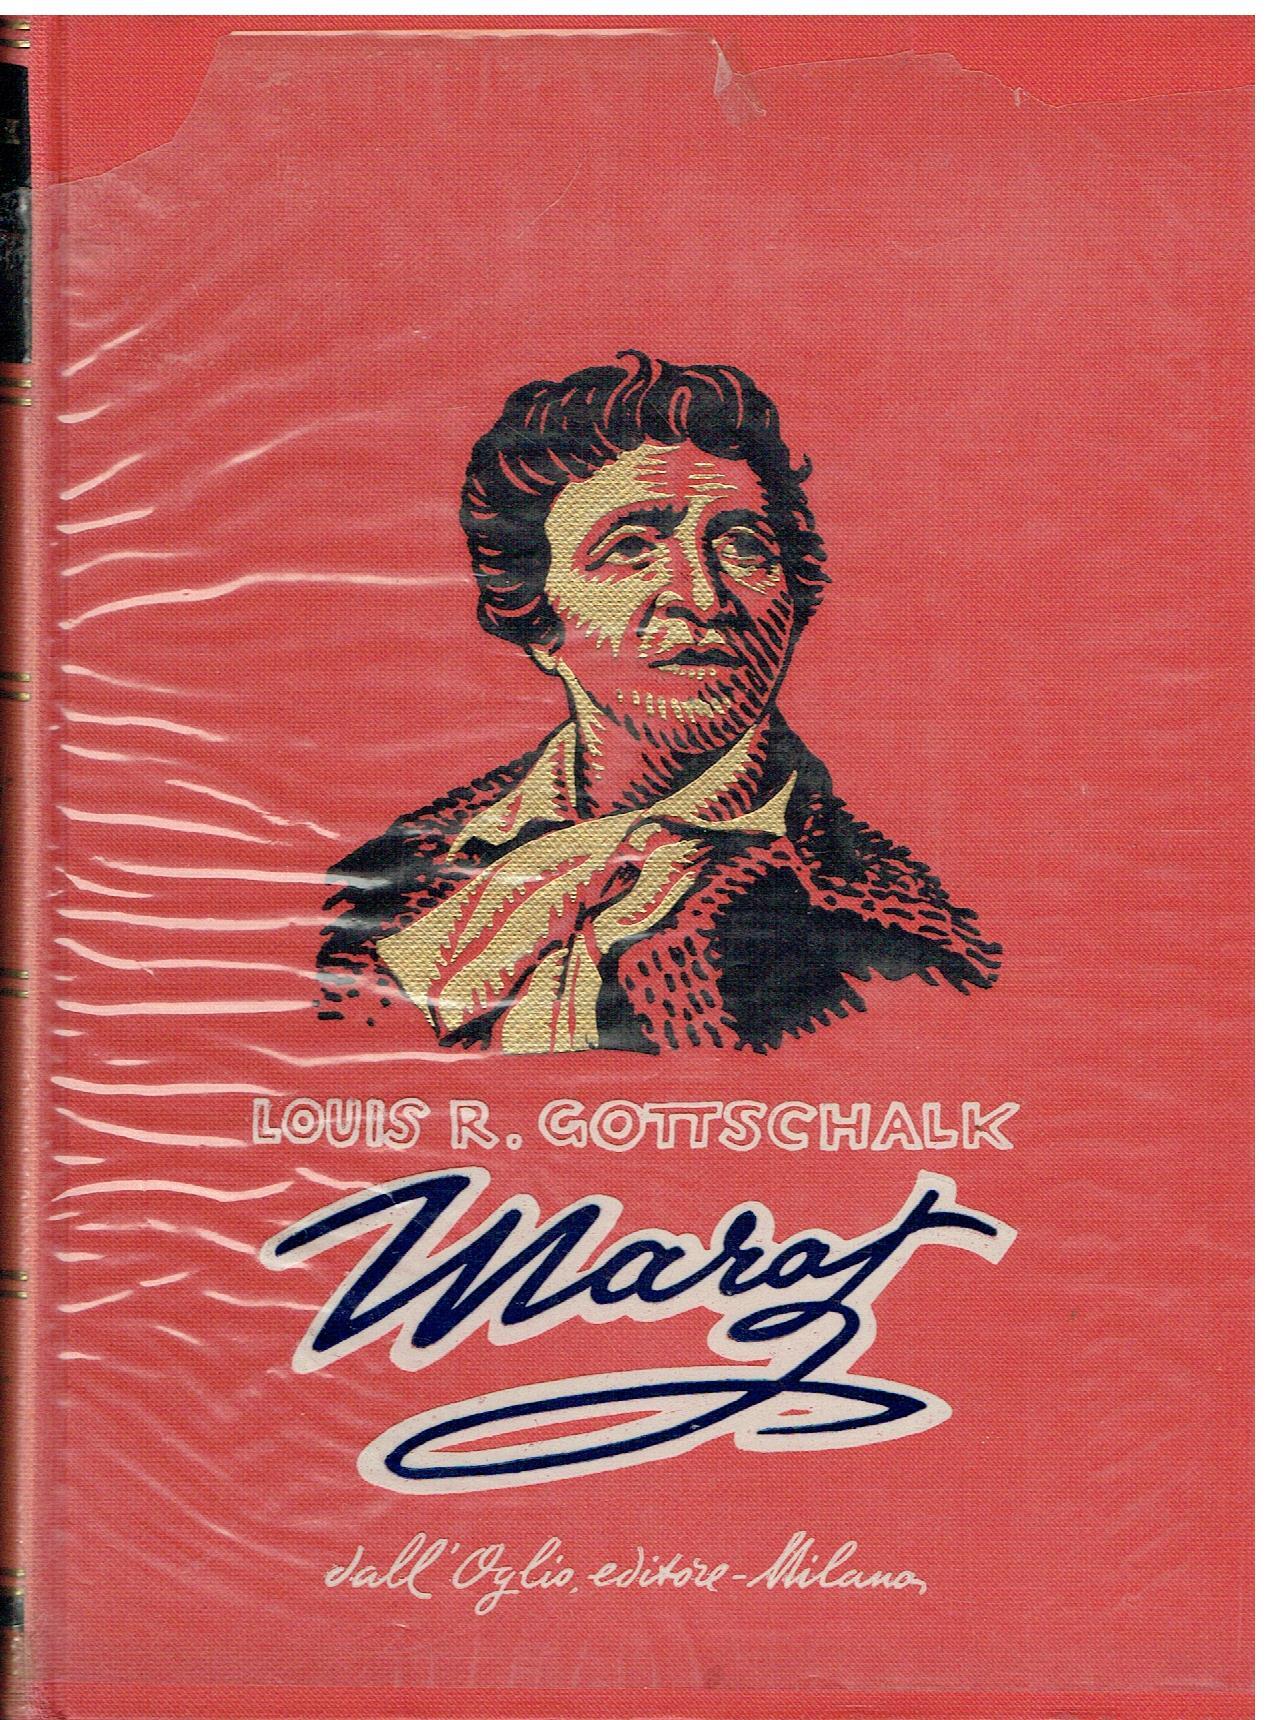 LOUIS R. GOTTSCHALK
Marat
dall'Oglio, editore - Milano